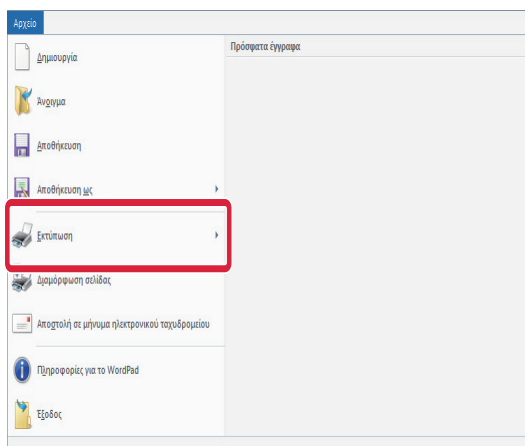 Αρχείο
Πρόσφατα έγγραφα
Δημιουργία
Άνοιγμα
Αποθήκευση
Αποθήκευση ως
Εκτύπωση
Διαμόρφωση σελίδας
Αποστολή σε μήνυμα ηλεκτρονικού ταχυδρομείου
Πληροφορίες για το WordPad
Έξοδος